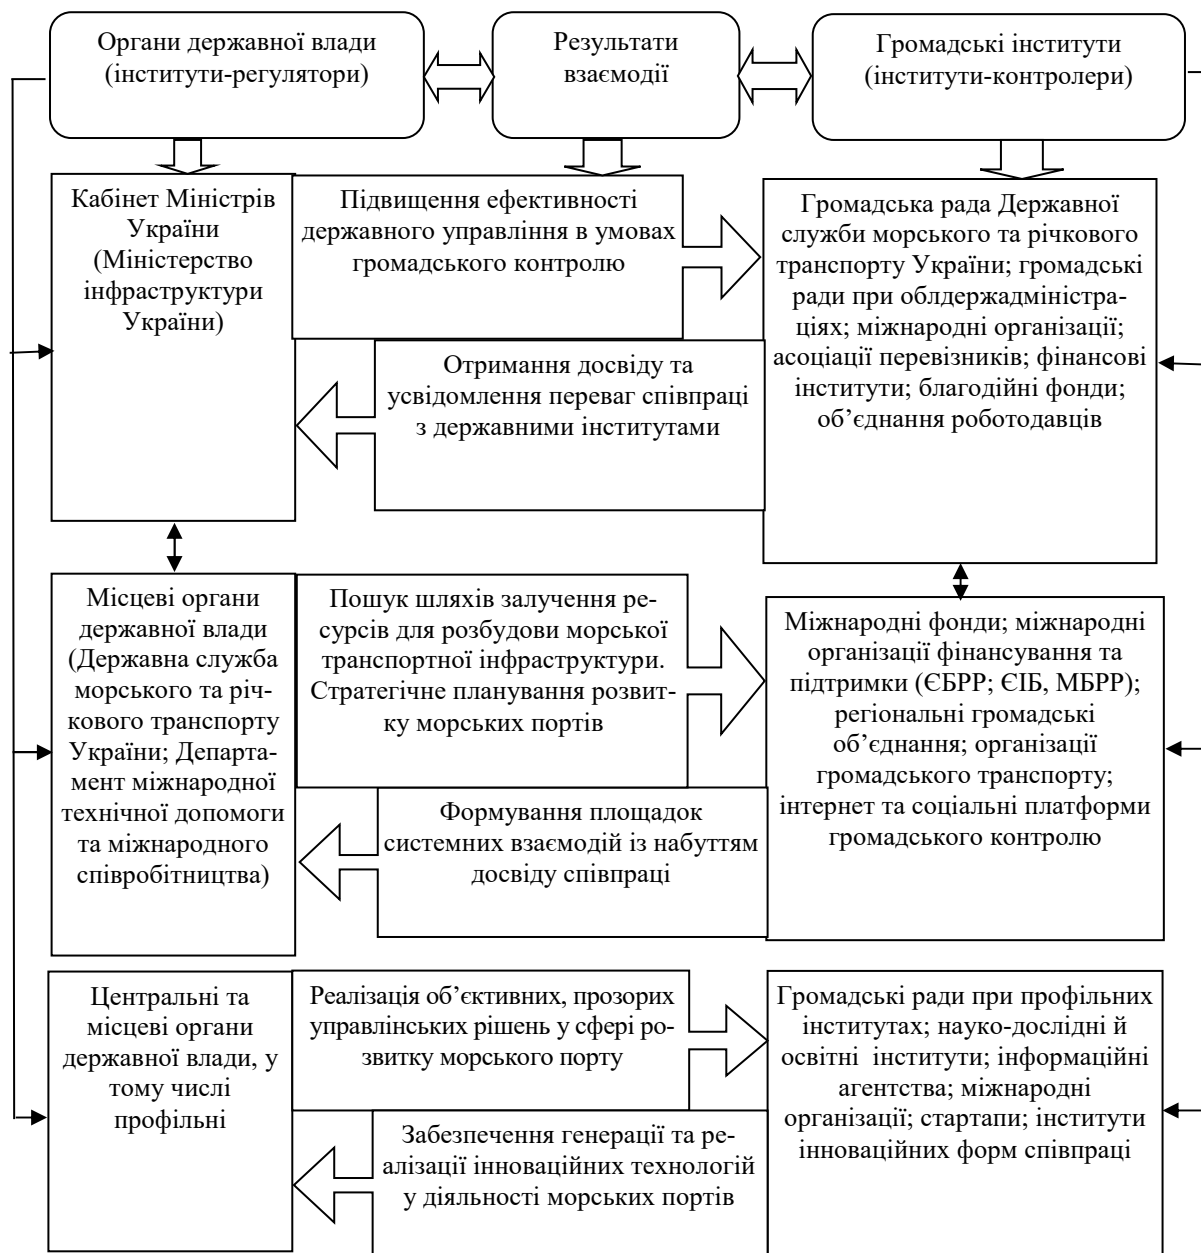 Органи державної влади
(інститути-регулятори)
Результати
взаємодії
Громадські інститути
(інститути-контролери)
Кабінет Міністрів
України
(Міністерство
інфраструктури
України)
Підвищення ефективності
державного управління в умовах
громадського контролю
Отримання досвіду та
усвідомлення переваг співпраці
з державними інститутами
Громадська рада Державної
служби морського та річкового
транспорту України; громадські
ради при облдержадміністра-
ціях; міжнародні організації;
асоціації перевізників; фінансові
інститути; благодійні фонди;
об’єднання роботодавців
Місцеві органи
державної влади
(Державна служба
морського та річ-
кового транспорту
України; Департа-
мент міжнародної
технічної допомоги
та міжнародного
співробітництва)
Пошук шляхів залучення ре-
сурсів для розбудови морської
транспортної інфраструктури.
Стратегічне планування розвит-
ку морських портів
Формування площадок
системних взаємодій із набуттям
досвіду співпраці
Міжнародні фонди; міжнародні
організації фінансування та
підтримки (ЄБРР; ЄІБ, МБРР);
регіональні громадські
об’єднання; організації
громадського транспорту;
інтернет та соціальні платформи
громадського контролю
Центральні та
місцеві органи
державної влади, у
тому числі
профільні
Реалізація об’єктивних, прозорих
управлінських рішень у сфері ро-
звитку морського порту
Забезпечення генерації та ре-
алізації інноваційних технологій
у діяльності морських портів
Громадські ради при профільних
інститутах; науко-дослідні й
освітні інститути; інформаційні
агентства; міжнародні
організації; стартапи; інститути
інноваційних форм співпраці